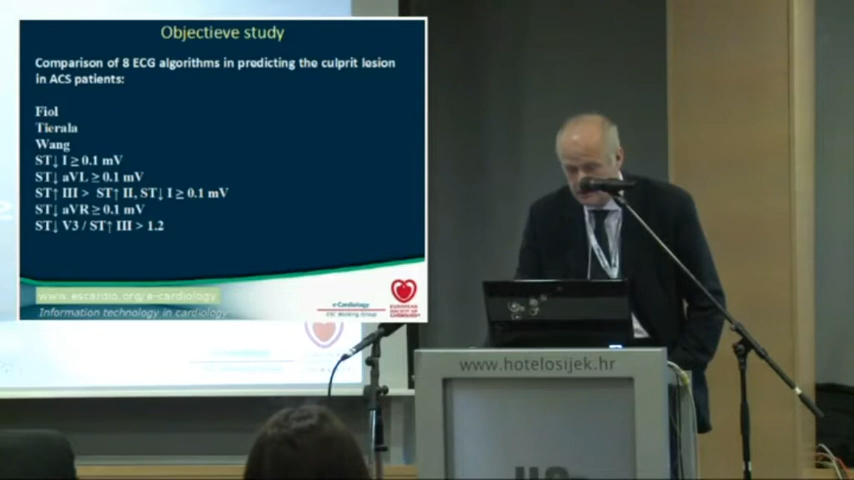 Objectieve study
Comparison of 8 ECG algorithms in predicting the culprit lesion
in ACS patients:
Fiol
Tierala
Wang
ST↓ I ≥ 0.1 mV
ST↓ aVL ≥ 0.1 mV
ST↑ III > ST↑ II, ST↓ I ≥ 0.1 mV
ST↓ aVR ≥ 0.1 mV
ST↓ V3 / ST↑ III > 1.2
www.escardio.org/e-cardiology
Information technology in cardiology
e-Cardiology
ESC Working Group
EUROPEAN
SOCIETY OF
CARDIOLOGY
www.hotelosijek.hr